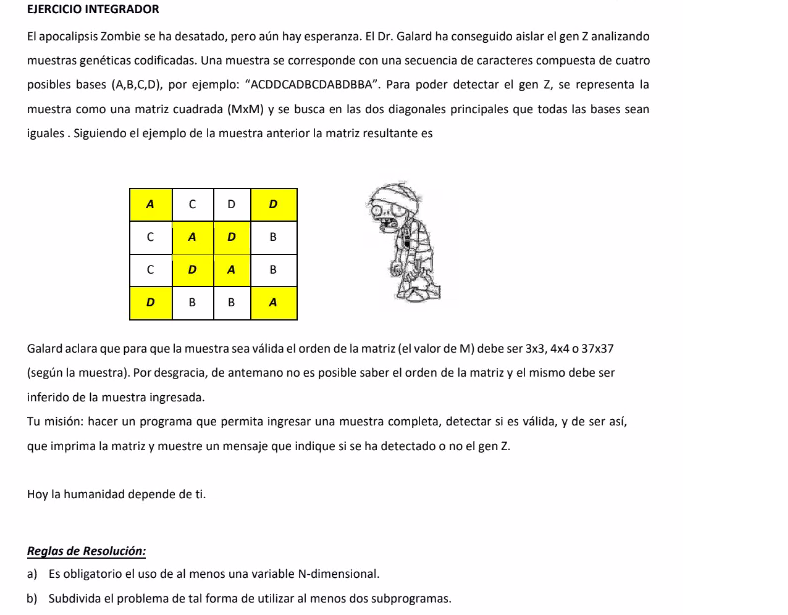 EJERCICIO INTEGRADOR
El apocalipsis Zombie se ha desatado, pero aún hay esperanza. El Dr. Galard ha conseguido aislar el gen Z analizando
muestras genéticas codificadas. Una muestra se corresponde con una secuencia de caracteres compuesta de cuatro
posibles bases (A,B,C,D), por ejemplo: “ACDDCADBCDABDBBA”. Para poder detectar el gen Z, se representa la
muestra como una matriz cuadrada (MxM) y se busca en las dos diagonales principales que todas las bases sean
iguales . Siguiendo el ejemplo de la muestra anterior la matriz resultante es
A C D D
C A D B
C D A B
D B B A
Galard aclara que para que la muestra sea válida el orden de la matriz (el valor de M) debe ser 3x3, 4x4 o 37x37
(según la muestra). Por desgracia, de antemano no es posible saber el orden de la matriz y el mismo debe ser
inferido de la muestra ingresada.
Tu misión: hacer un programa que permita ingresar una muestra completa, detectar si es válida, y de ser así,
que imprima la matriz y muestre un mensaje que indique si se ha detectado o no el gen Z.
Hoy la humanidad depende de ti.
Reglas de Resolución:
a) Es obligatorio el uso de al menos una variable N-dimensional.
b) Subdivida el problema de tal forma de utilizar al menos dos subprogramas.